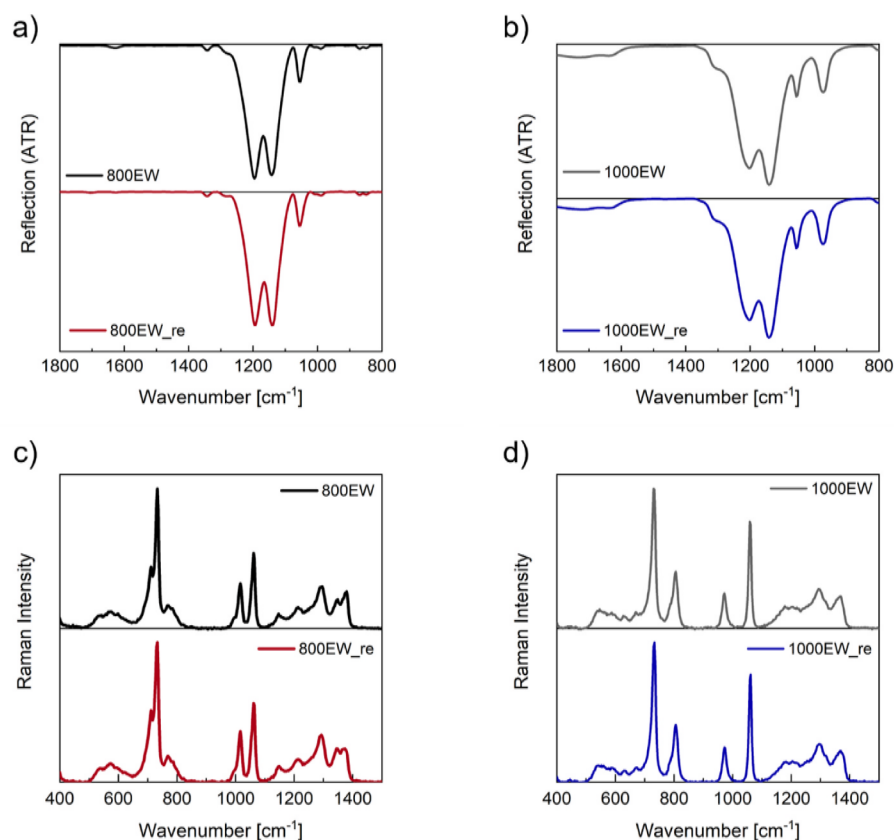 a)
Reflection (ATR)
800EW
800EW_re
1800 1600 1400 1200 1000 800
Wavenumber [cm⁻¹]
b)
Reflection (ATR)
1000EW
1000EW_re
1800 1600 1400 1200 1000 800
Wavenumber [cm⁻¹]
c)
Raman Intensity
800EW
800EW_re
400 600 800 1000 1200 1400
Wavenumber [cm⁻¹]
d)
Raman Intensity
1000EW
1000EW_re
400 600 800 1000 1200 1400
Wavenumber [cm⁻¹]